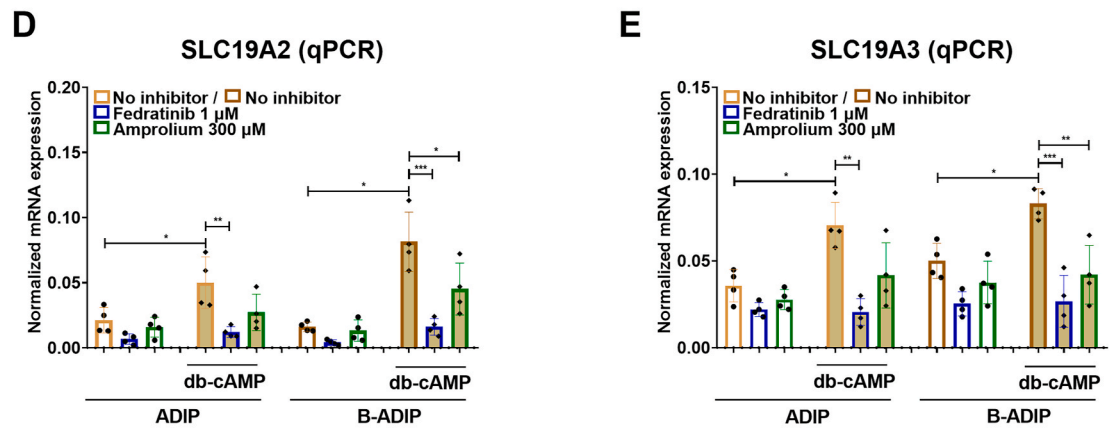 D
SLC19A2 (qPCR)
Normalized mRNA expression
0.20
0.15
0.10
0.05
0.00
No inhibitor / No inhibitor
Fedratinib 1 µM
Amprolium 300 µM
*
**
*
***
*
db-cAMP
db-cAMP
ADIP
B-ADIP
E
SLC19A3 (qPCR)
Normalized mRNA expression
0.15
0.10
0.05
0.00
No inhibitor / No inhibitor
Fedratinib 1 µM
Amprolium 300 µM
*
**
*
***
**
db-cAMP
db-cAMP
ADIP
B-ADIP